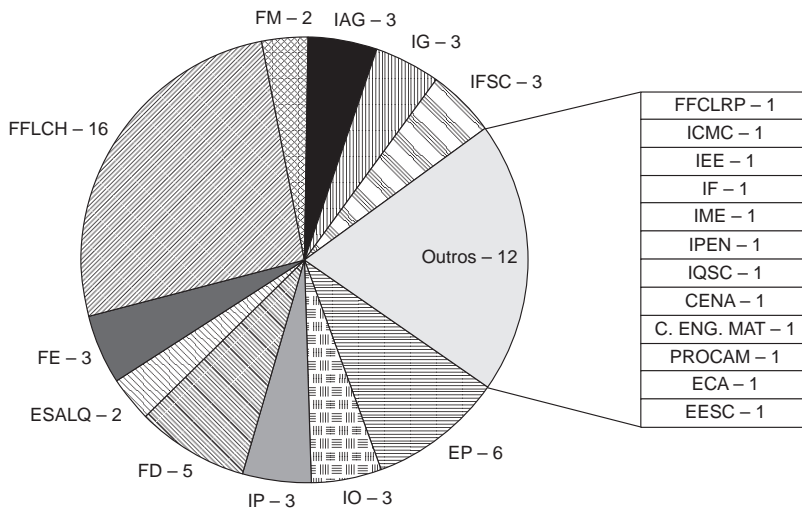 FM – 2
IAG – 3
IG – 3
IFSC – 3
FFLCH – 16
Outros – 12
FE – 3
ESALQ – 2
FD – 5
IP – 3
IO – 3
EP – 6
FFCLRP – 1
ICMC – 1
IEE – 1
IF – 1
IME – 1
IPEN – 1
IQSC – 1
CENA – 1
C. ENG. MAT – 1
PROCAM – 1
ECA – 1
EESC – 1